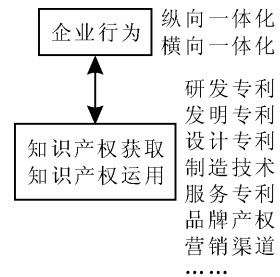 企业行为
纵向一体化
横向一体化
知识产权获取
知识产权运用
研发专利
发明专利
设计专利
制造技术
服务专利
品牌产权
营销渠道
……